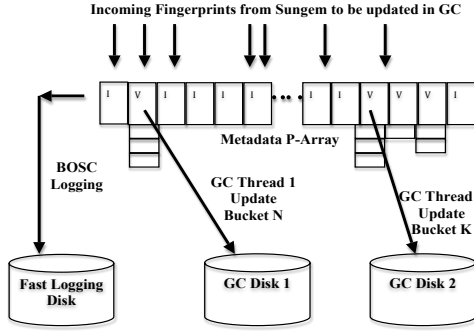 Incoming Fingerprints from Sungem to be updated in GC
I V I I I I I I V V I
Metadata P-Array
BOSC
Logging
GC Thread 1
Update
Bucket N
GC Thread
Update
Bucket K
Fast Logging
Disk
GC Disk 1
GC Disk 2